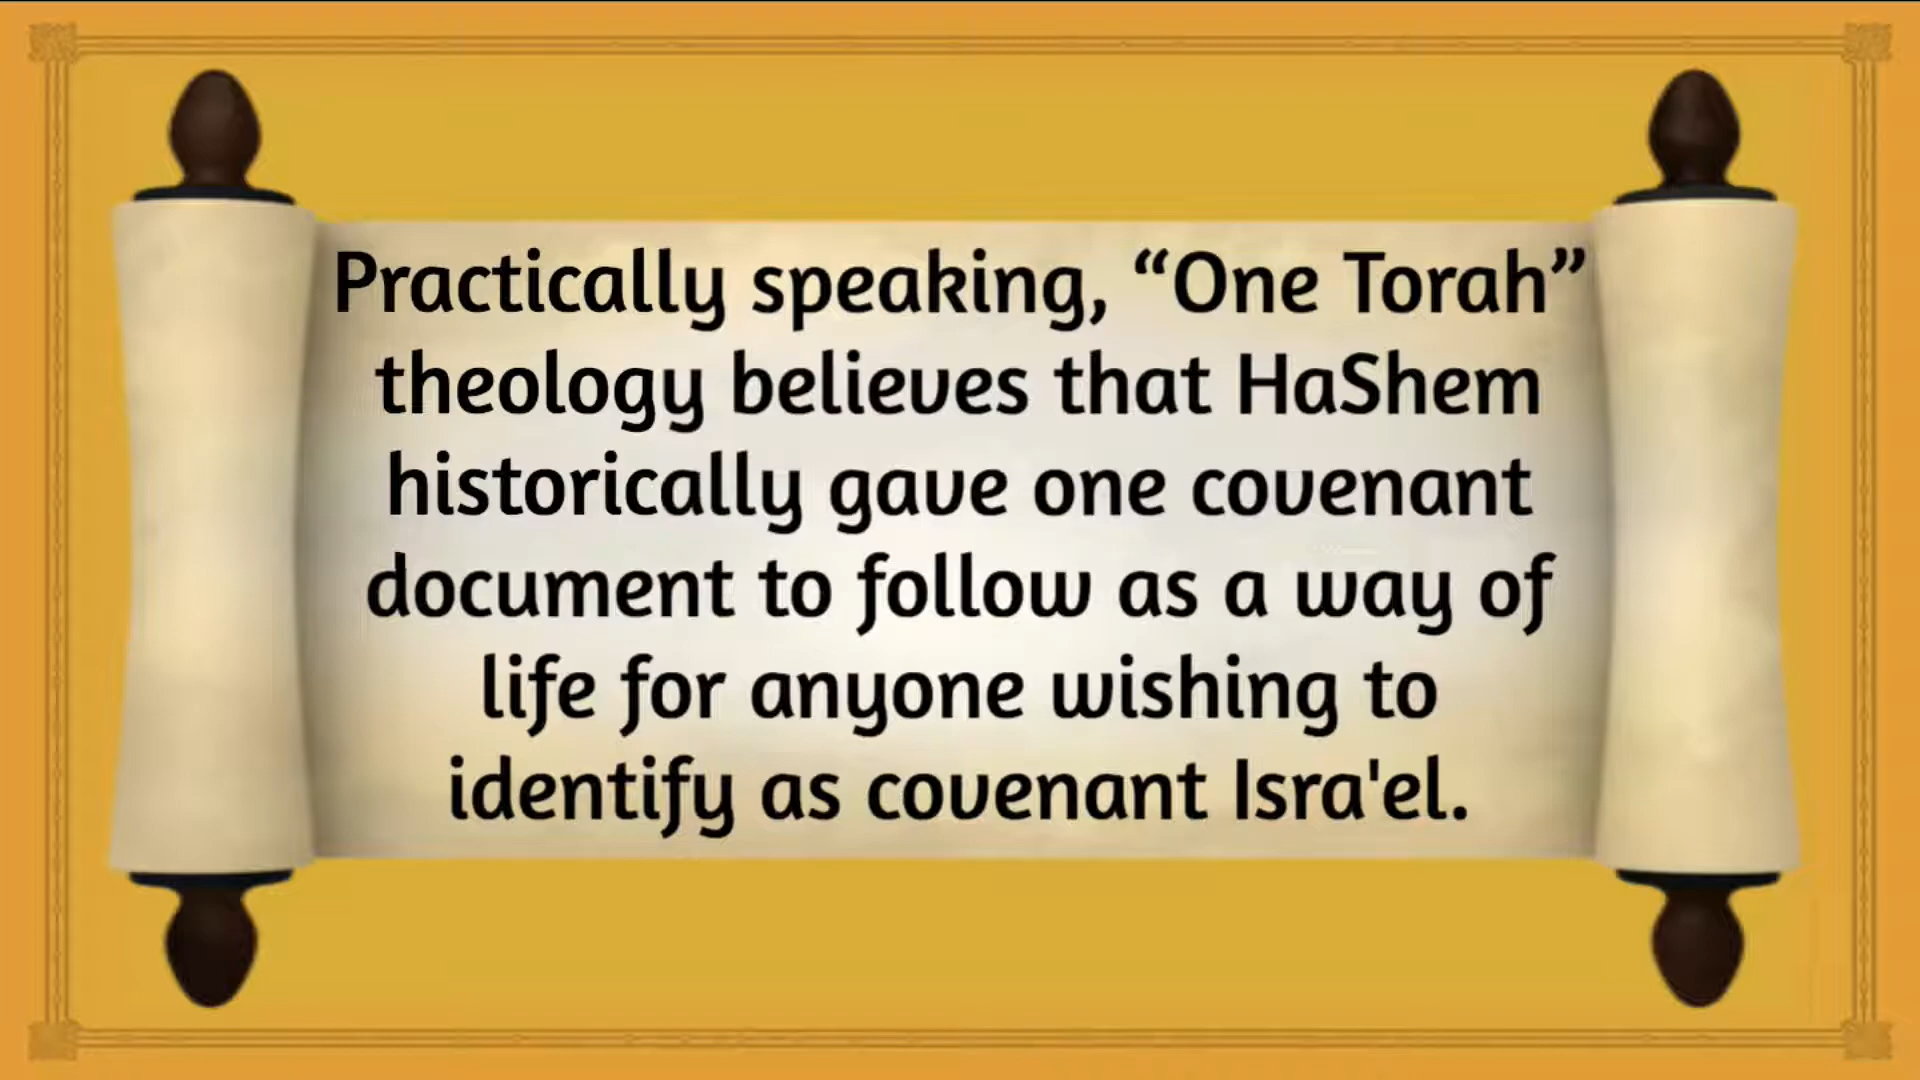 Practically speaking, “One Torah”
theology believes that HaShem
historically gave one covenant
document to follow as a way of
life for anyone wishing to
identify as covenant Isra'el.